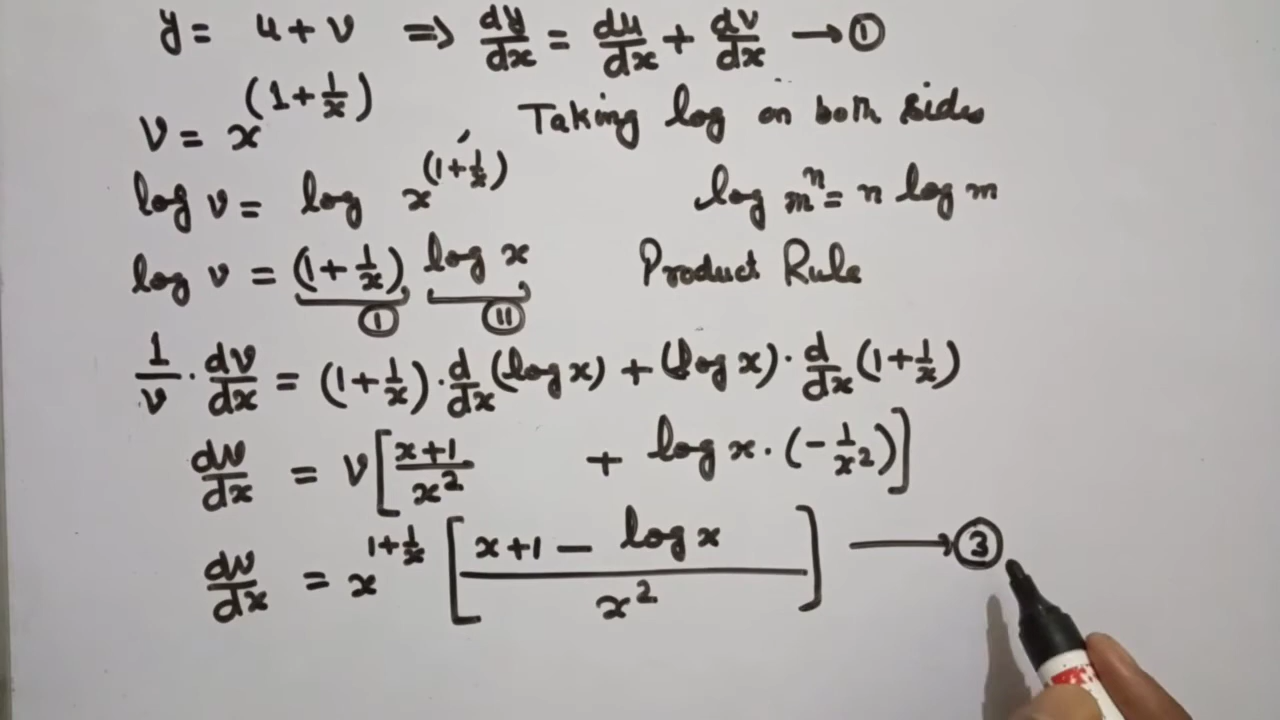 y = u + v ⇒ dy/dx = du/dx + dv/dx → ①
v = x^(1+1/x) Taking log on both sides
log v = log x^(1+1/x) log m^n = n log m
log v = (1+1/x) log x Product Rule
Ⓘ ⑪
1/v · dv/dx = (1+1/x) · d/dx (log x) + (log x) · d/dx (1+1/x)
dv/dx = v [ x+1/x² + log x · (-1/x²) ]
dv/dx = x^1+1/x [ x+1 - log x / x² ] → ③